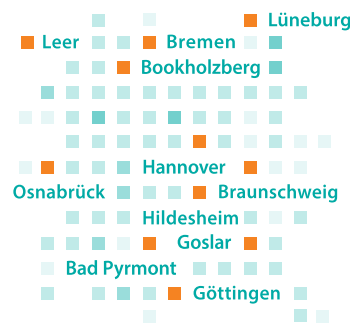 Lüneburg
Leer Bremen
Bookholzberg
Hannover
Osnabrück Braunschweig
Hildesheim
Goslar
Bad Pyrmont
Göttingen